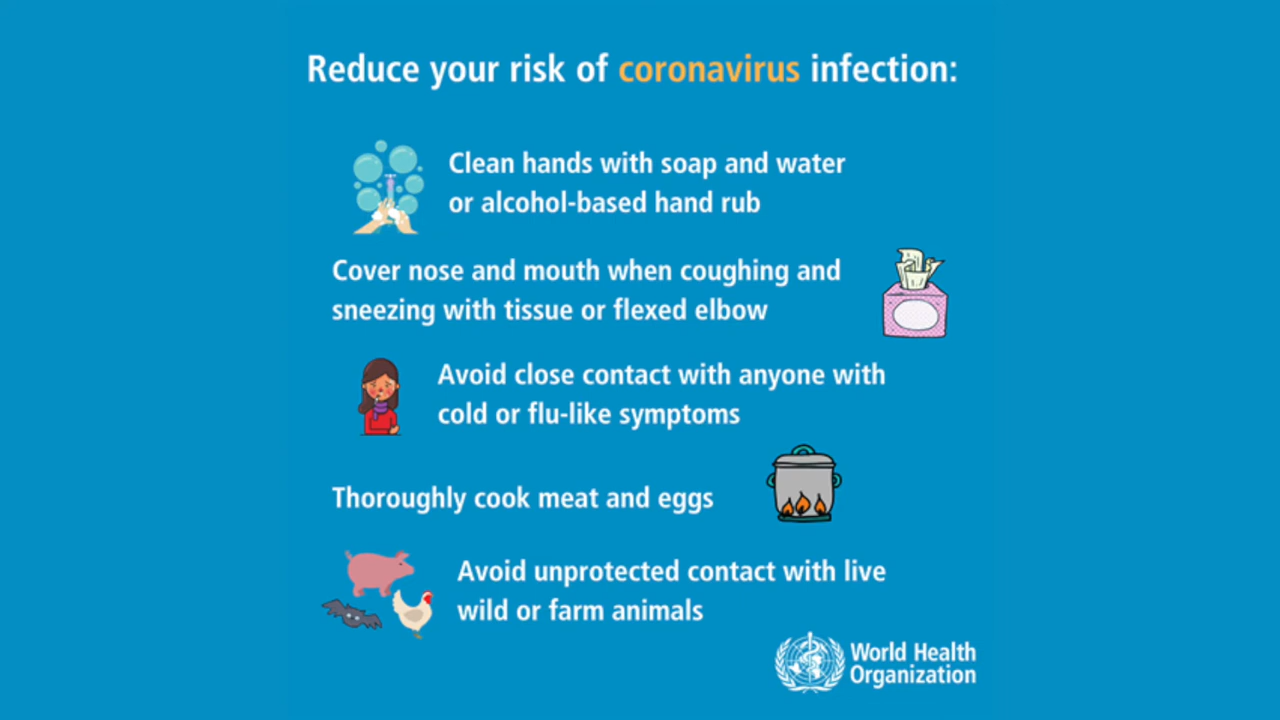 Reduce your risk of coronavirus infection:
Clean hands with soap and water
or alcohol-based hand rub
Cover nose and mouth when coughing and
sneezing with tissue or flexed elbow
Avoid close contact with anyone with
cold or flu-like symptoms
Thoroughly cook meat and eggs
Avoid unprotected contact with live
wild or farm animals
World Health
Organization